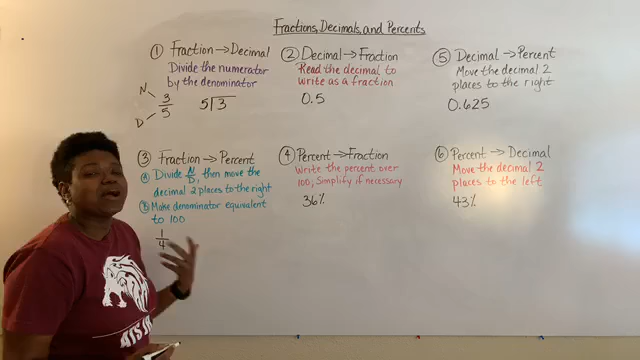 Fractions, Decimals, and Percents
① Fraction → Decimal
Divide the numerator
by the denominator
N
D
3
5
5 3
② Decimal → Fraction
Read the decimal to
write as a fraction
0.5
⑤ Decimal → Percent
Move the decimal 2
places to the right
0.625
③ Fraction → Percent
Ⓐ Divide N/D, then move the
decimal 2 places to the right
Ⓑ Make denominator equivalent
to 100
1
4
④ Percent → Fraction
Write the percent over
100; Simplify if necessary
36%
⑥ Percent → Decimal
Move the decimal 2
places to the left
43%